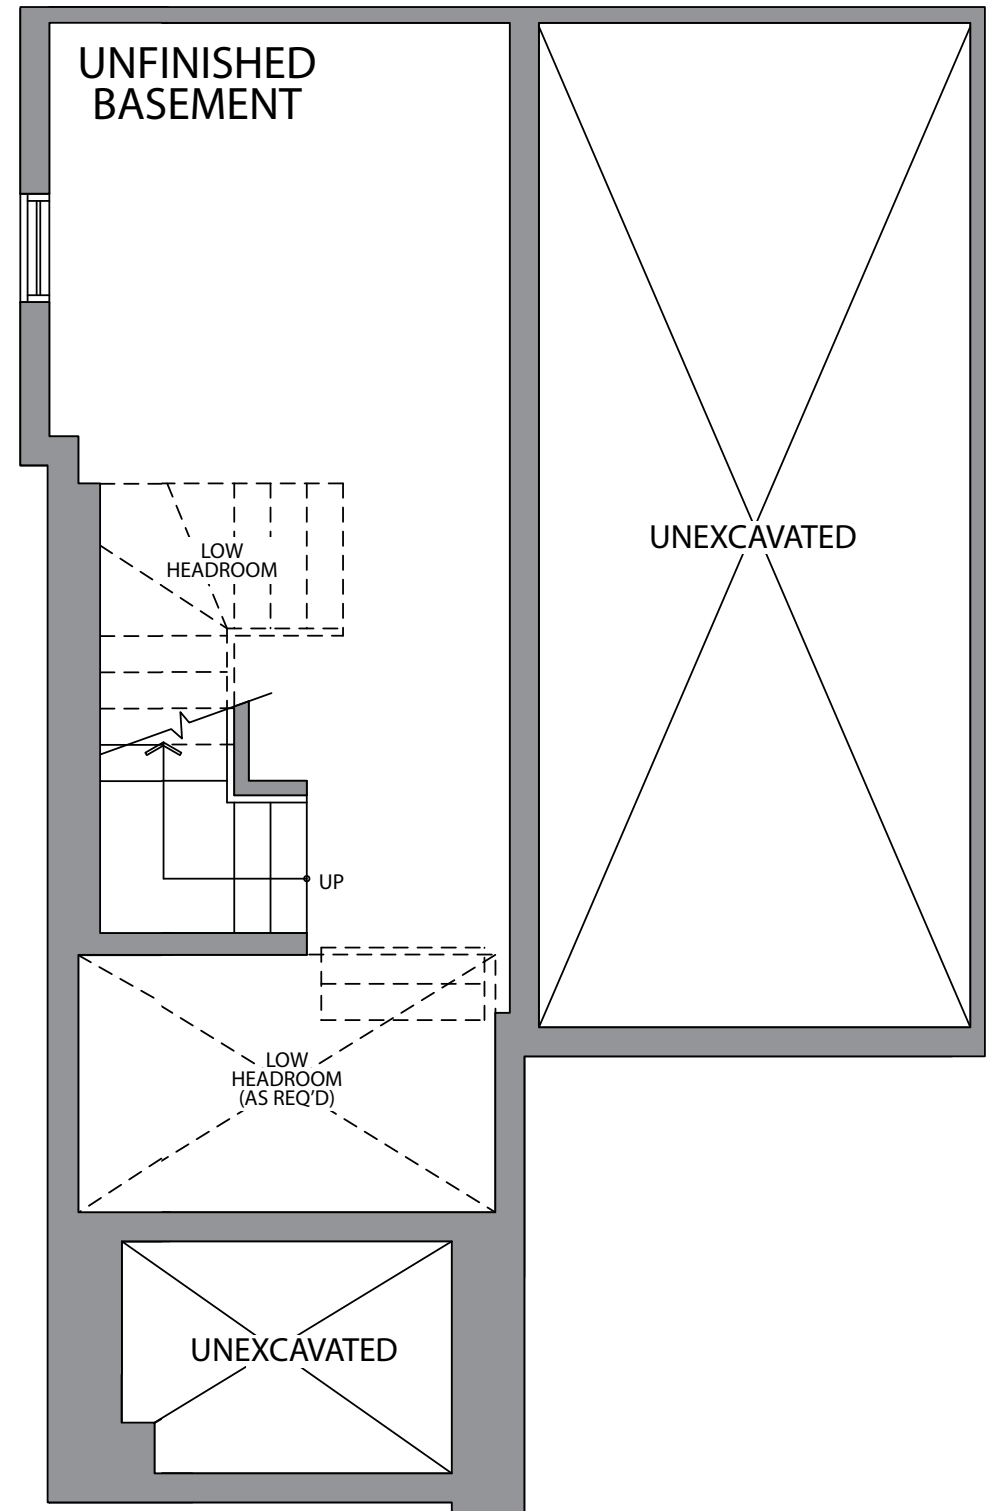 UNFINISHED
BASEMENT
UNEXCAVATED
LOW
HEADROOM
UP
LOW
HEADROOM
(AS REQ’D)
UNEXCAVATED